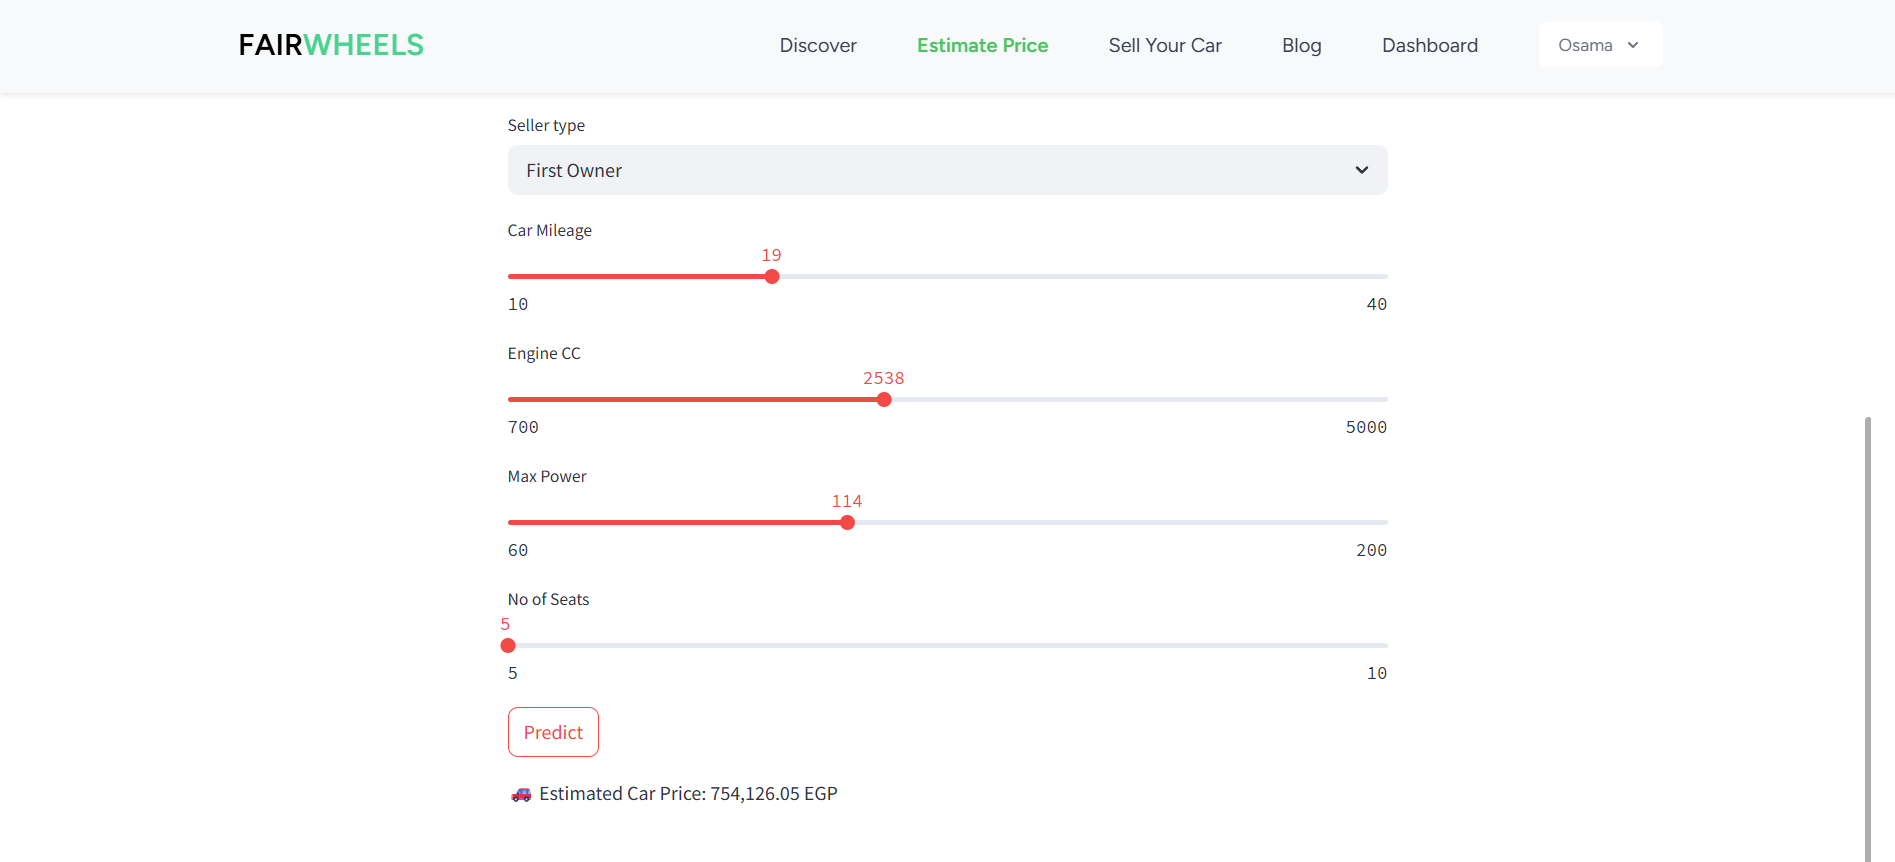 FAIRWHEELS
Discover
Estimate Price
Sell Your Car
Blog
Dashboard
Osama
Seller type
First Owner
Car Mileage
19
10
40
Engine CC
2538
700
5000
Max Power
114
60
200
No of Seats
5
5
10
Predict
Estimated Car Price: 754,126.05 EGP